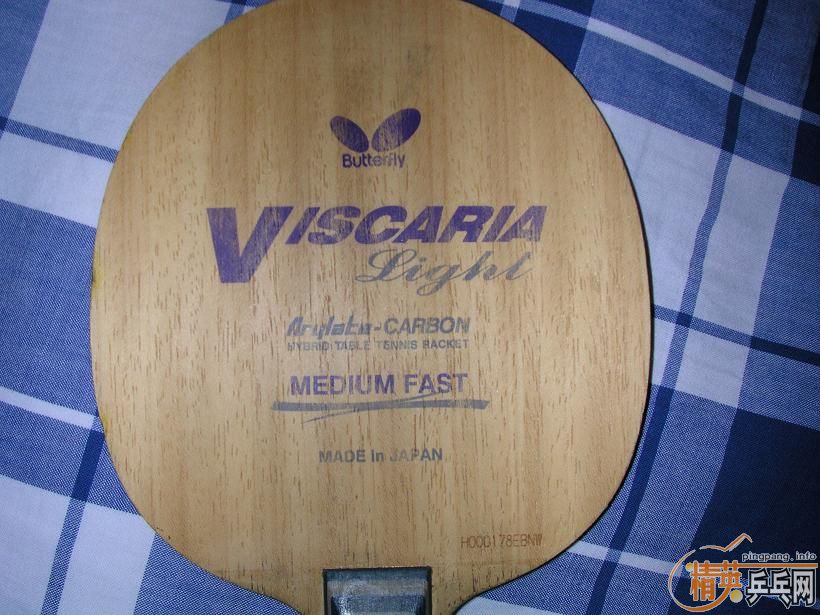 Butterfly
VISCARIA
Light
Arylate-CARBON
HYBRID TABLE TENNIS RACKET
MEDIUM FAST
MADE in JAPAN
H000178EBNW
pingpang.info
精英乒乓网